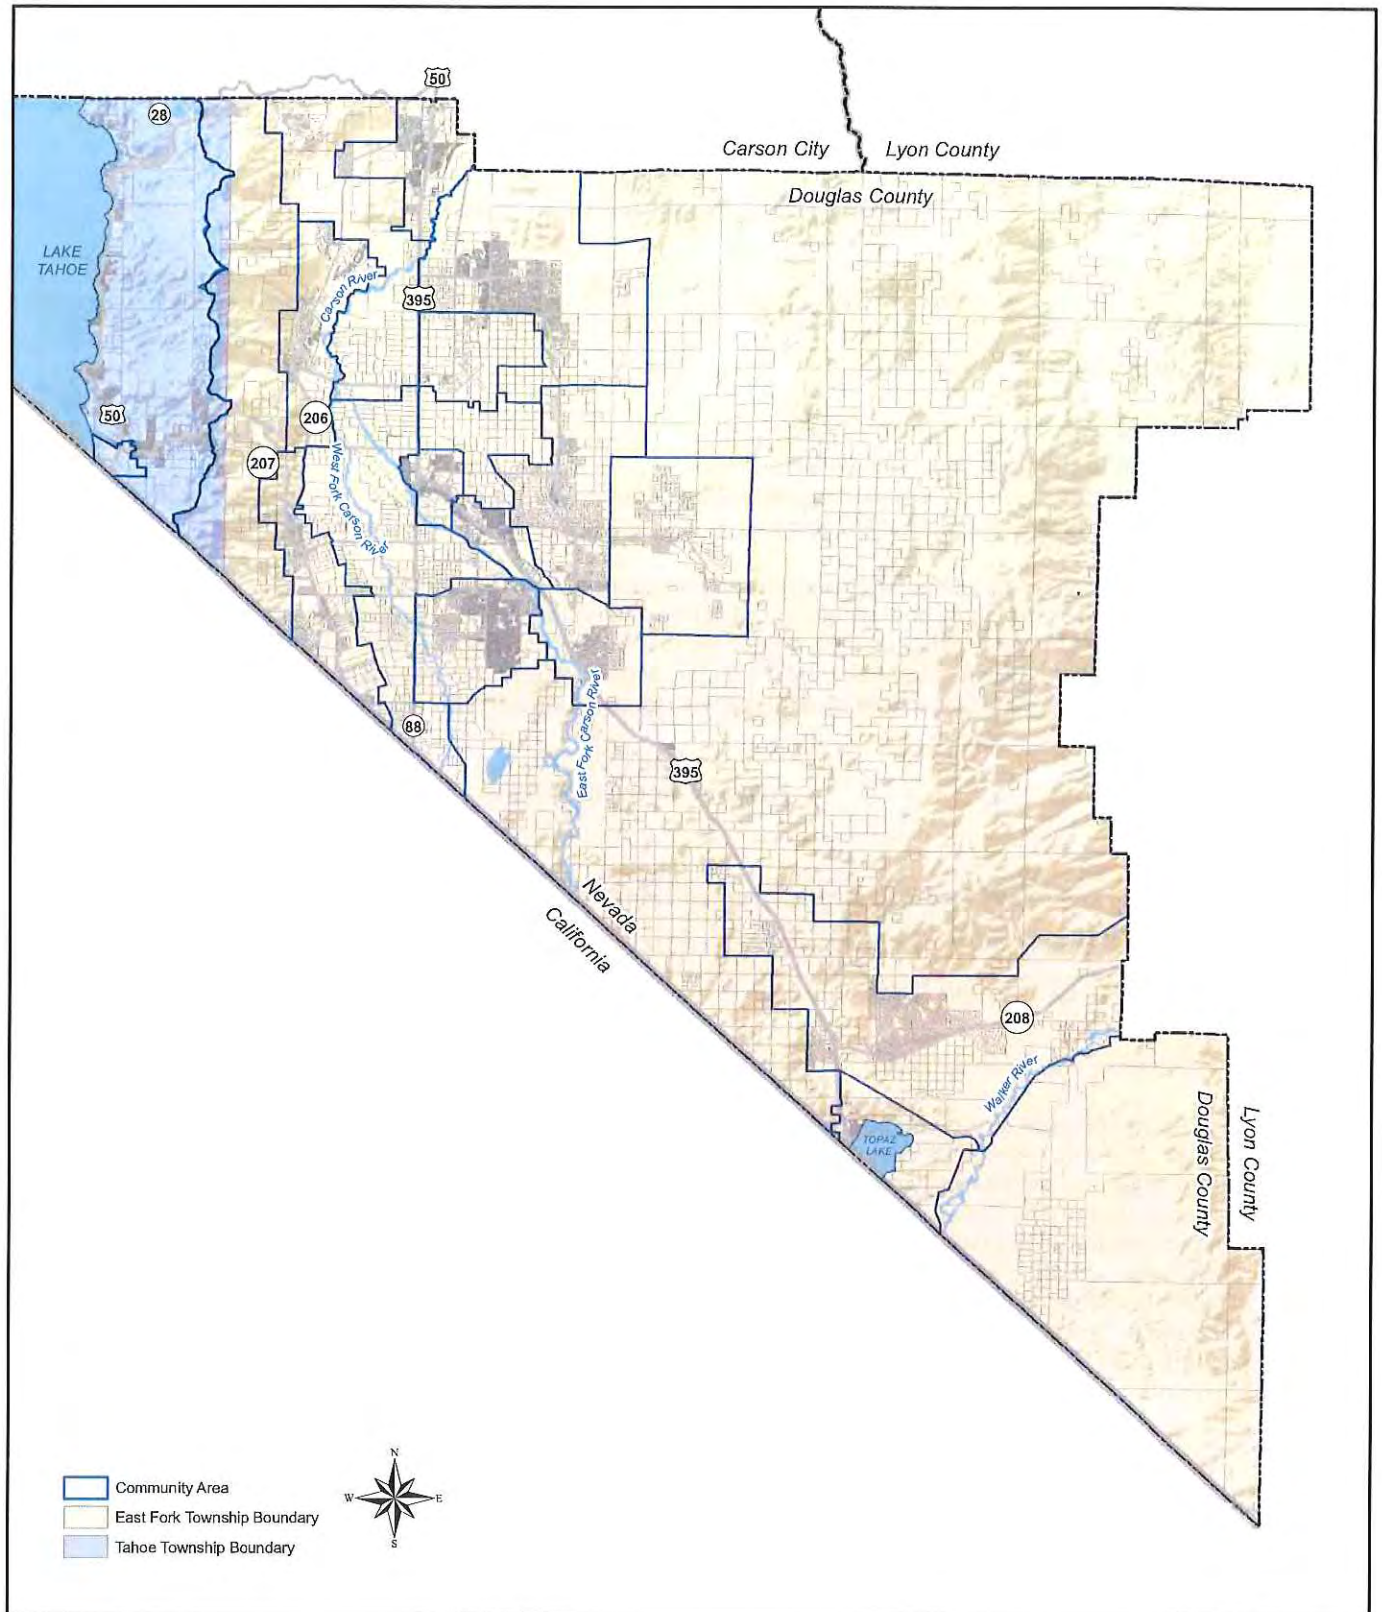 50
28
Carson City
Lyon County
Douglas County
LAKE
TAHOE
Carson River
395
50
206
207
West Fork Carson River
East Fork Carson River
88
395
Nevada
California
208
Walker River
TOPAZ
LAKE
Douglas County
Lyon County
N
W
E
S
Community Area
East Fork Township Boundary
Tahoe Township Boundary